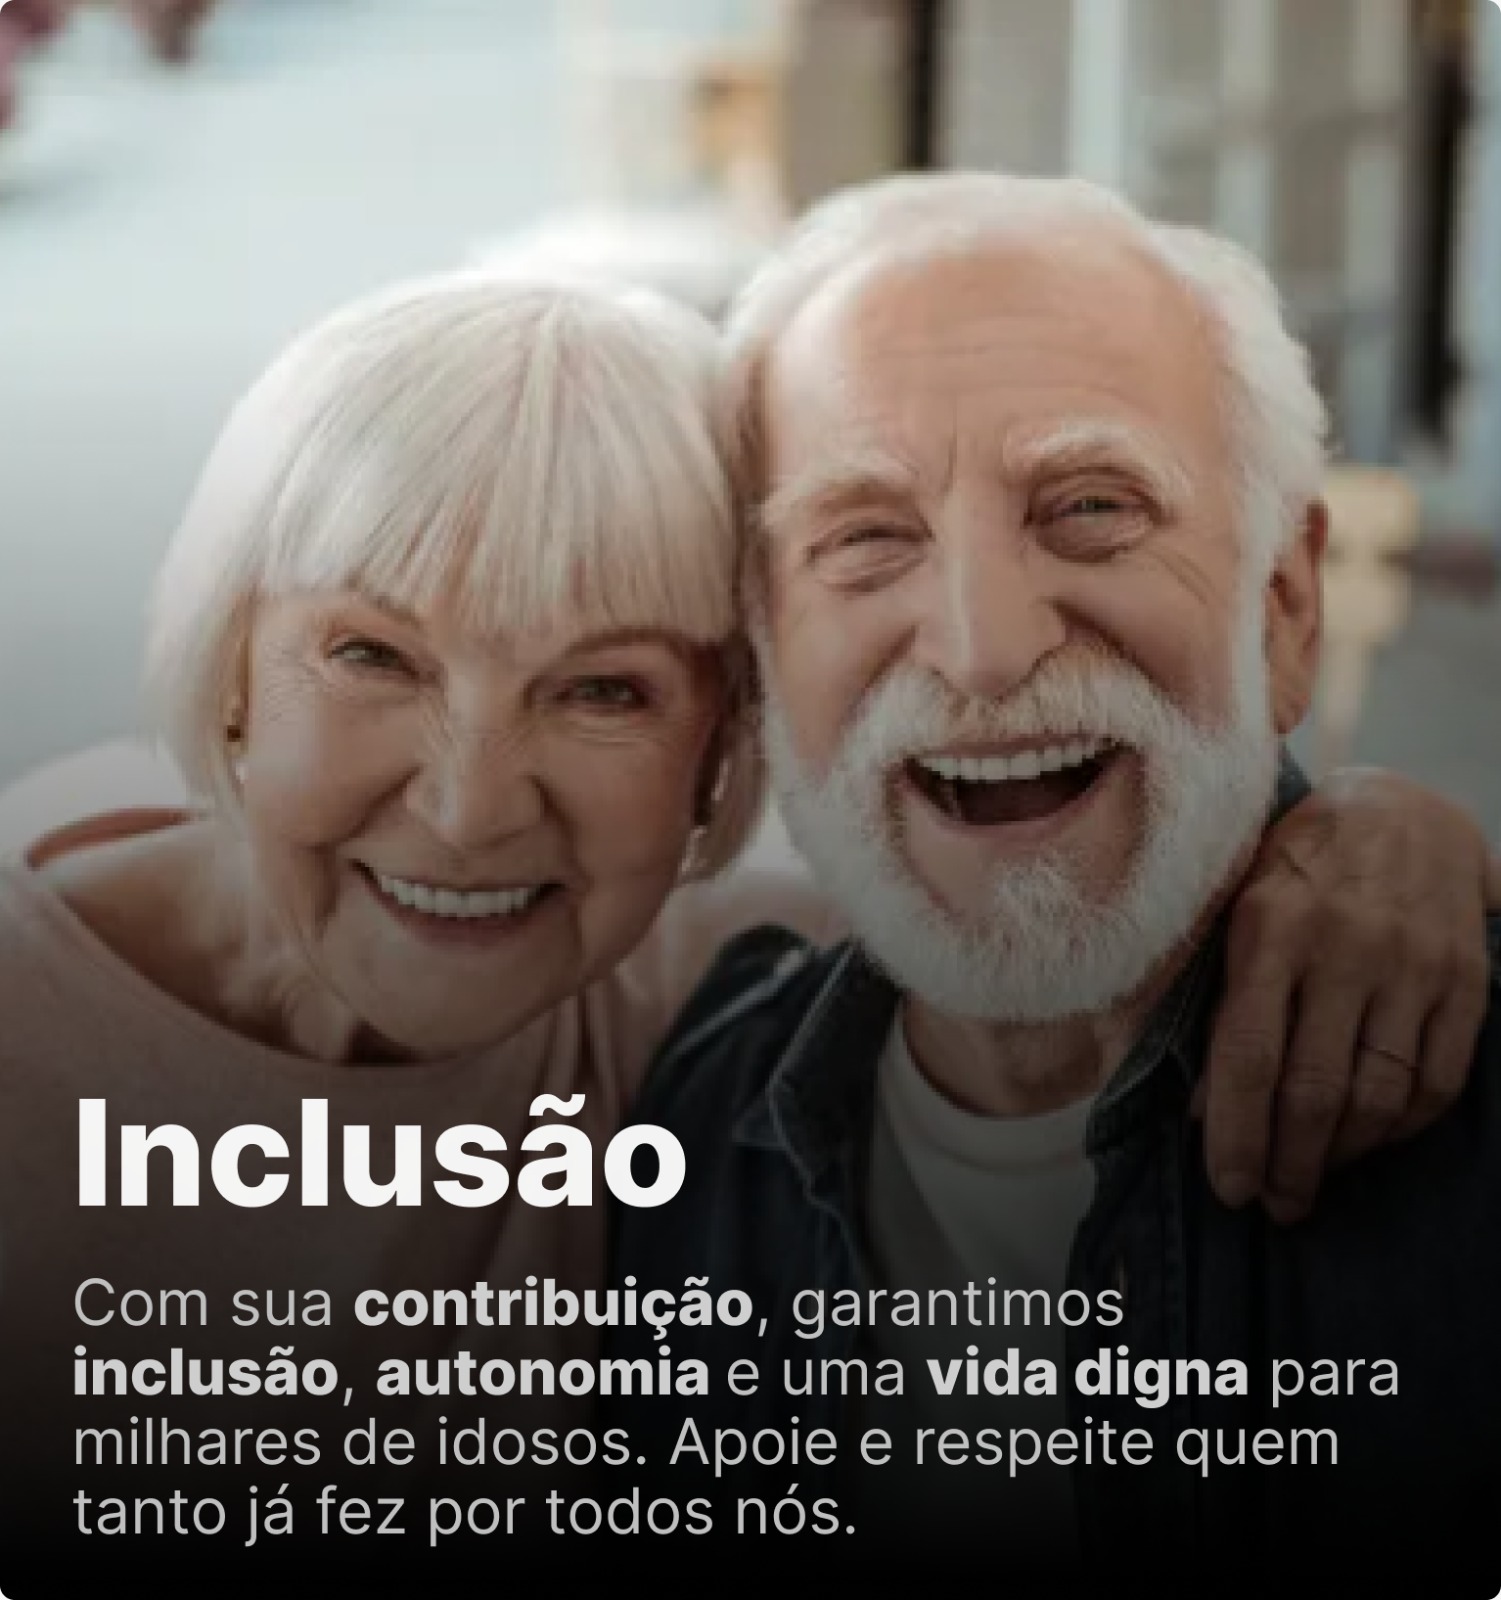 Inclusão
Com sua contribuição, garantimos
inclusão, autonomia e uma vida digna para
milhares de idosos. Apoie e respeite quem
tanto já fez por todos nós.